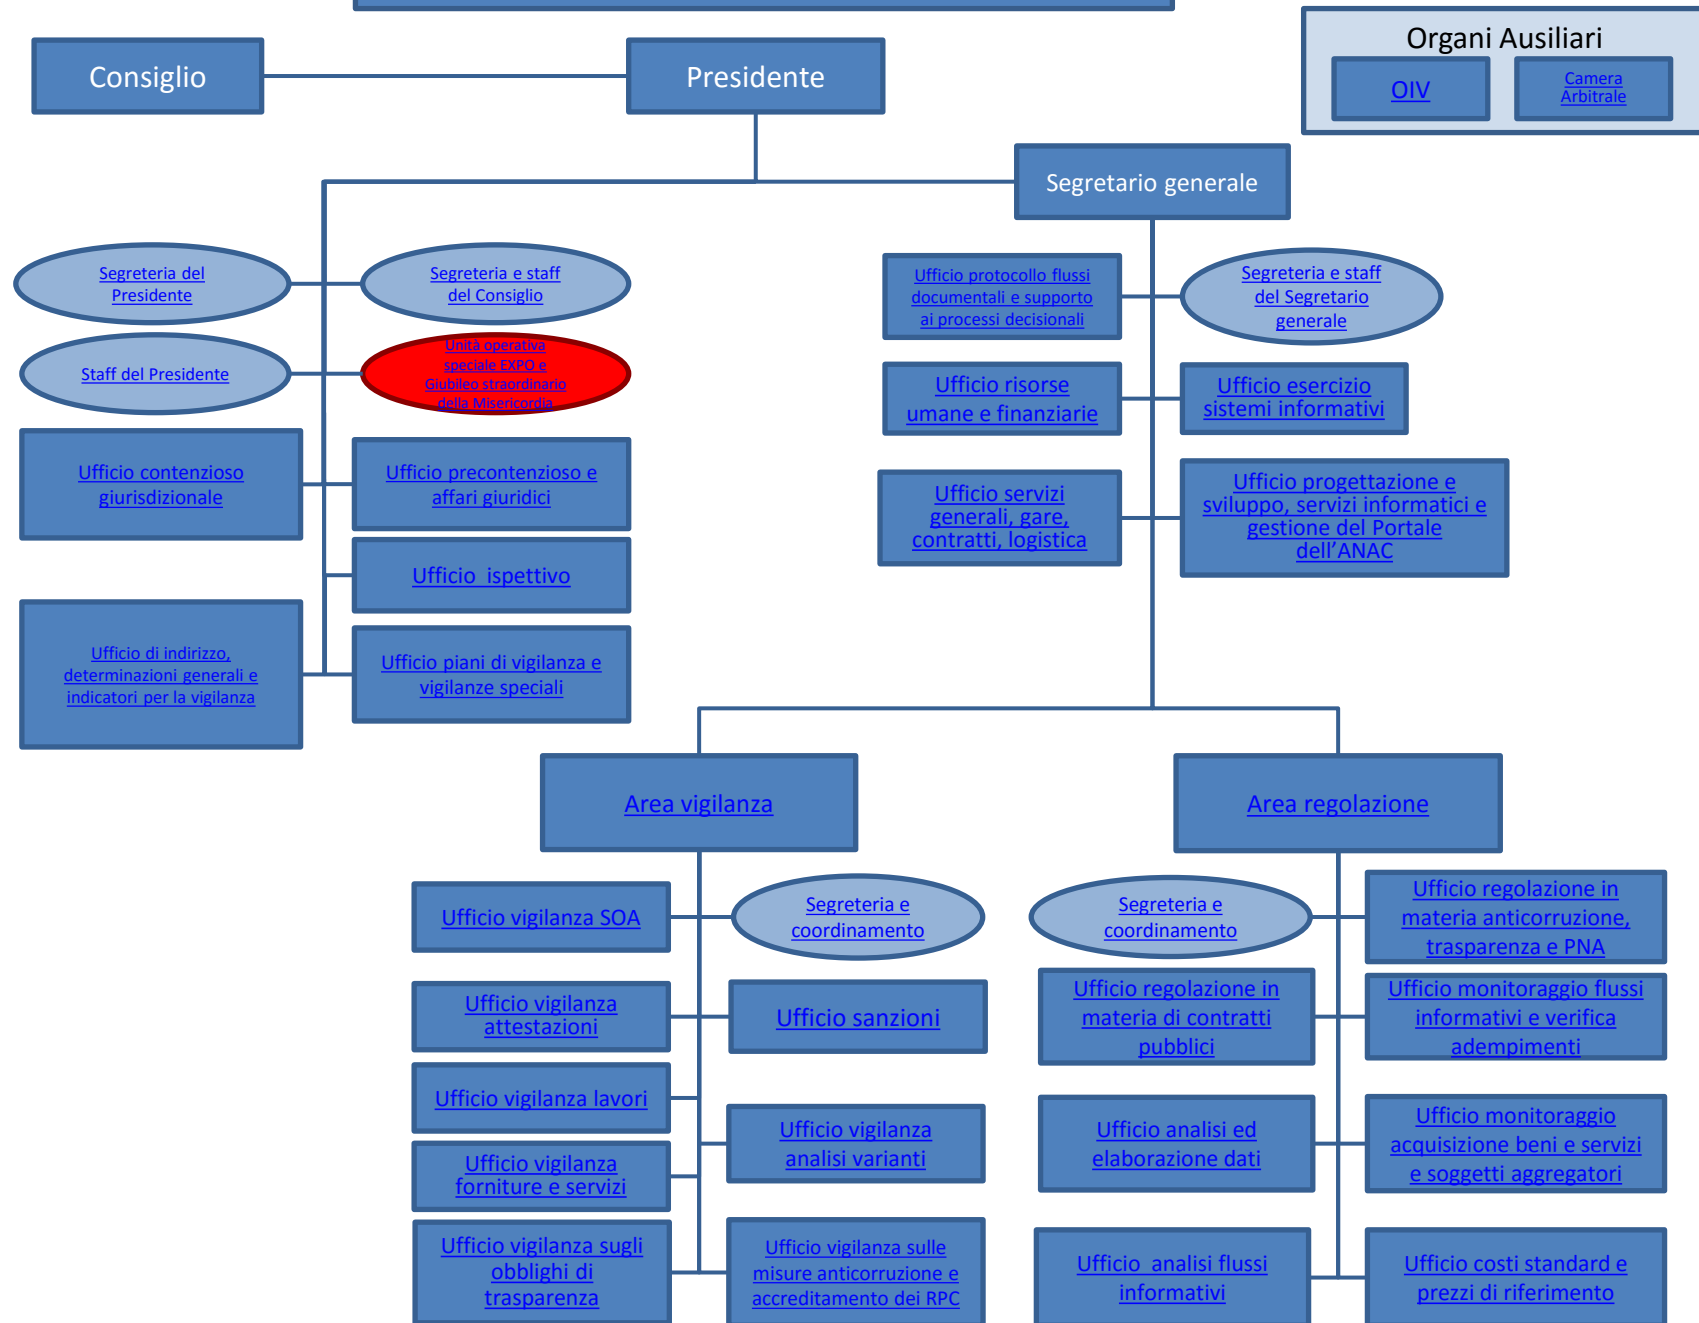 Organi Ausiliari
OIV
Camera
Arbitrale
Consiglio
Presidente
Segretario generale
Segreteria del
Presidente
Segreteria e staff
del Consiglio
Staff del Presidente
Unità operativa
speciale EXPO e
Giubileo straordinario
della Misericordia
Ufficio contenzioso
giurisdizionale
Ufficio precontenzioso e
affari giuridici
Ufficio  ispettivo
Ufficio di indirizzo,
determinazioni generali e
indicatori per la vigilanza
Ufficio piani di vigilanza e
vigilanze speciali
Ufficio protocollo flussi
documentali e supporto
ai processi decisionali
Segreteria e staff
del Segretario
generale
Ufficio risorse
umane e finanziarie
Ufficio esercizio
sistemi informativi
Ufficio servizi
generali, gare,
contratti, logistica
Ufficio progettazione e
sviluppo, servizi informatici e
gestione del Portale
dell’ANAC
Area vigilanza
Area regolazione
Ufficio vigilanza SOA
Segreteria e
coordinamento
Ufficio vigilanza
attestazioni
Ufficio sanzioni
Ufficio vigilanza lavori
Ufficio vigilanza
analisi varianti
Ufficio vigilanza
forniture e servizi
Ufficio vigilanza sugli
obblighi di
trasparenza
Ufficio vigilanza sulle
misure anticorruzione e
accreditamento dei RPC
Segreteria e
coordinamento
Ufficio regolazione in
materia anticorruzione,
trasparenza e PNA
Ufficio regolazione in
materia di contratti
pubblici
Ufficio monitoraggio flussi
informativi e verifica
adempimenti
Ufficio analisi ed
elaborazione dati
Ufficio monitoraggio
acquisizione beni e servizi
e soggetti aggregatori
Ufficio  analisi flussi
informativi
Ufficio costi standard e
prezzi di riferimento